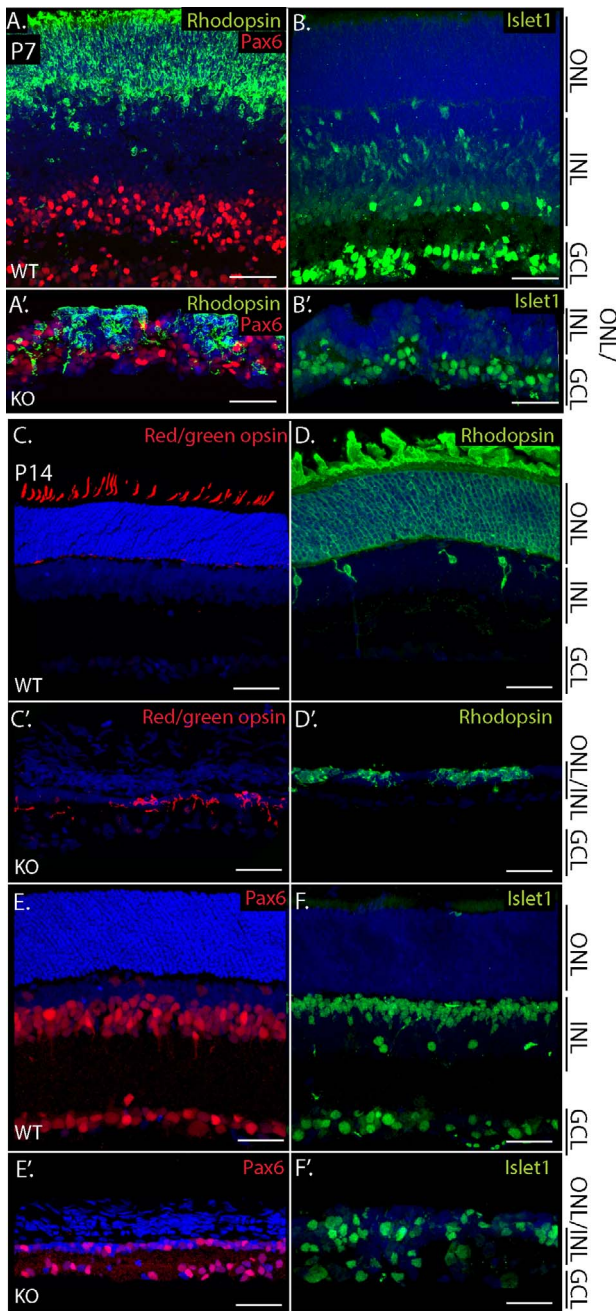 A.
Rhodopsin
Pax6
P7
WT
B.
Islet1
ONL
INL
GCL
A'.
Rhodopsin
Pax6
KO
B'.
Islet1
ONL/
INL
GCL
C.
Red/green opsin
P14
WT
D.
Rhodopsin
ONL
INL
GCL
C'.
Red/green opsin
KO
D'.
Rhodopsin
ONL/INL
GCL
E.
Pax6
WT
F.
Islet1
ONL
INL
GCL
E'.
Pax6
KO
F'.
Islet1
ONL/INL
GCL